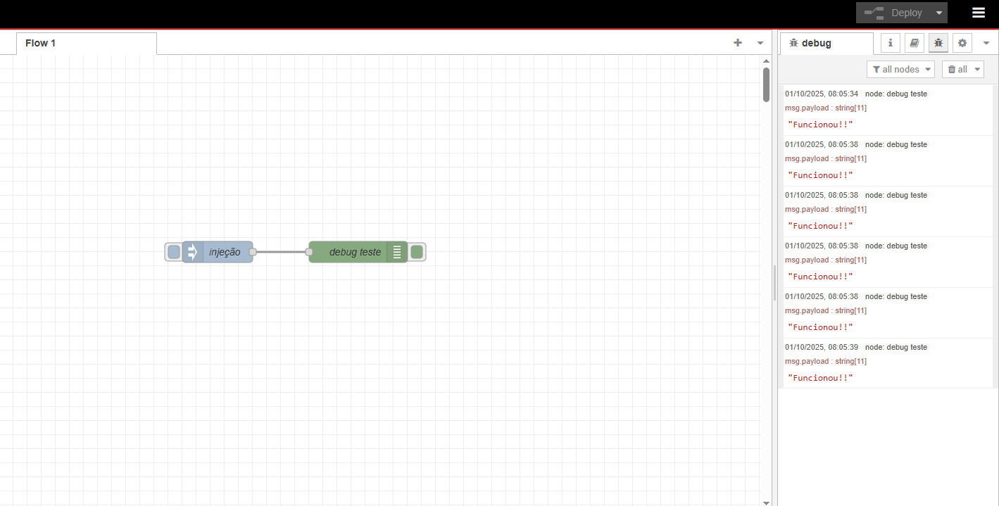 Deploy
Flow 1
debug
all nodes
all
01/10/2025, 08:05:34 node: debug teste
msg.payload : string[11]
"Funcionou!!"
01/10/2025, 08:05:38 node: debug teste
msg.payload : string[11]
"Funcionou!!"
01/10/2025, 08:05:38 node: debug teste
msg.payload : string[11]
"Funcionou!!"
01/10/2025, 08:05:38 node: debug teste
msg.payload : string[11]
"Funcionou!!"
01/10/2025, 08:05:38 node: debug teste
msg.payload : string[11]
"Funcionou!!"
01/10/2025, 08:05:39 node: debug teste
msg.payload : string[11]
"Funcionou!!"
injeção
debug teste